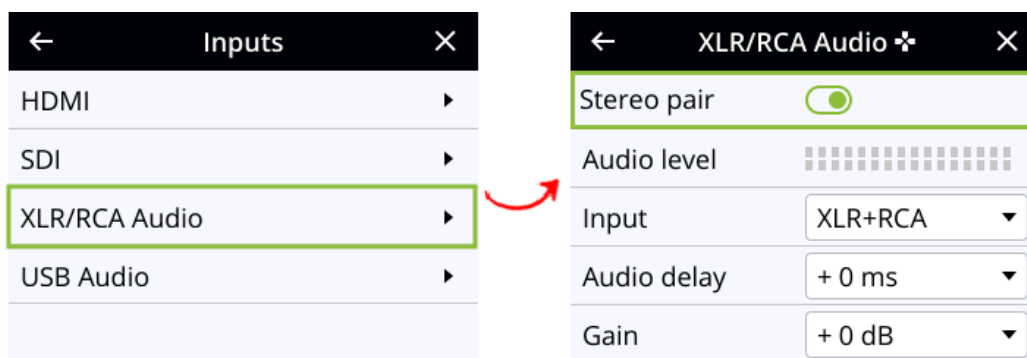 Inputs
HDMI
SDI
XLR/RCA Audio
USB Audio
XLR/RCA Audio
Stereo pair
Audio level
Input XLR+RCA
Audio delay + 0 ms
Gain + 0 dB